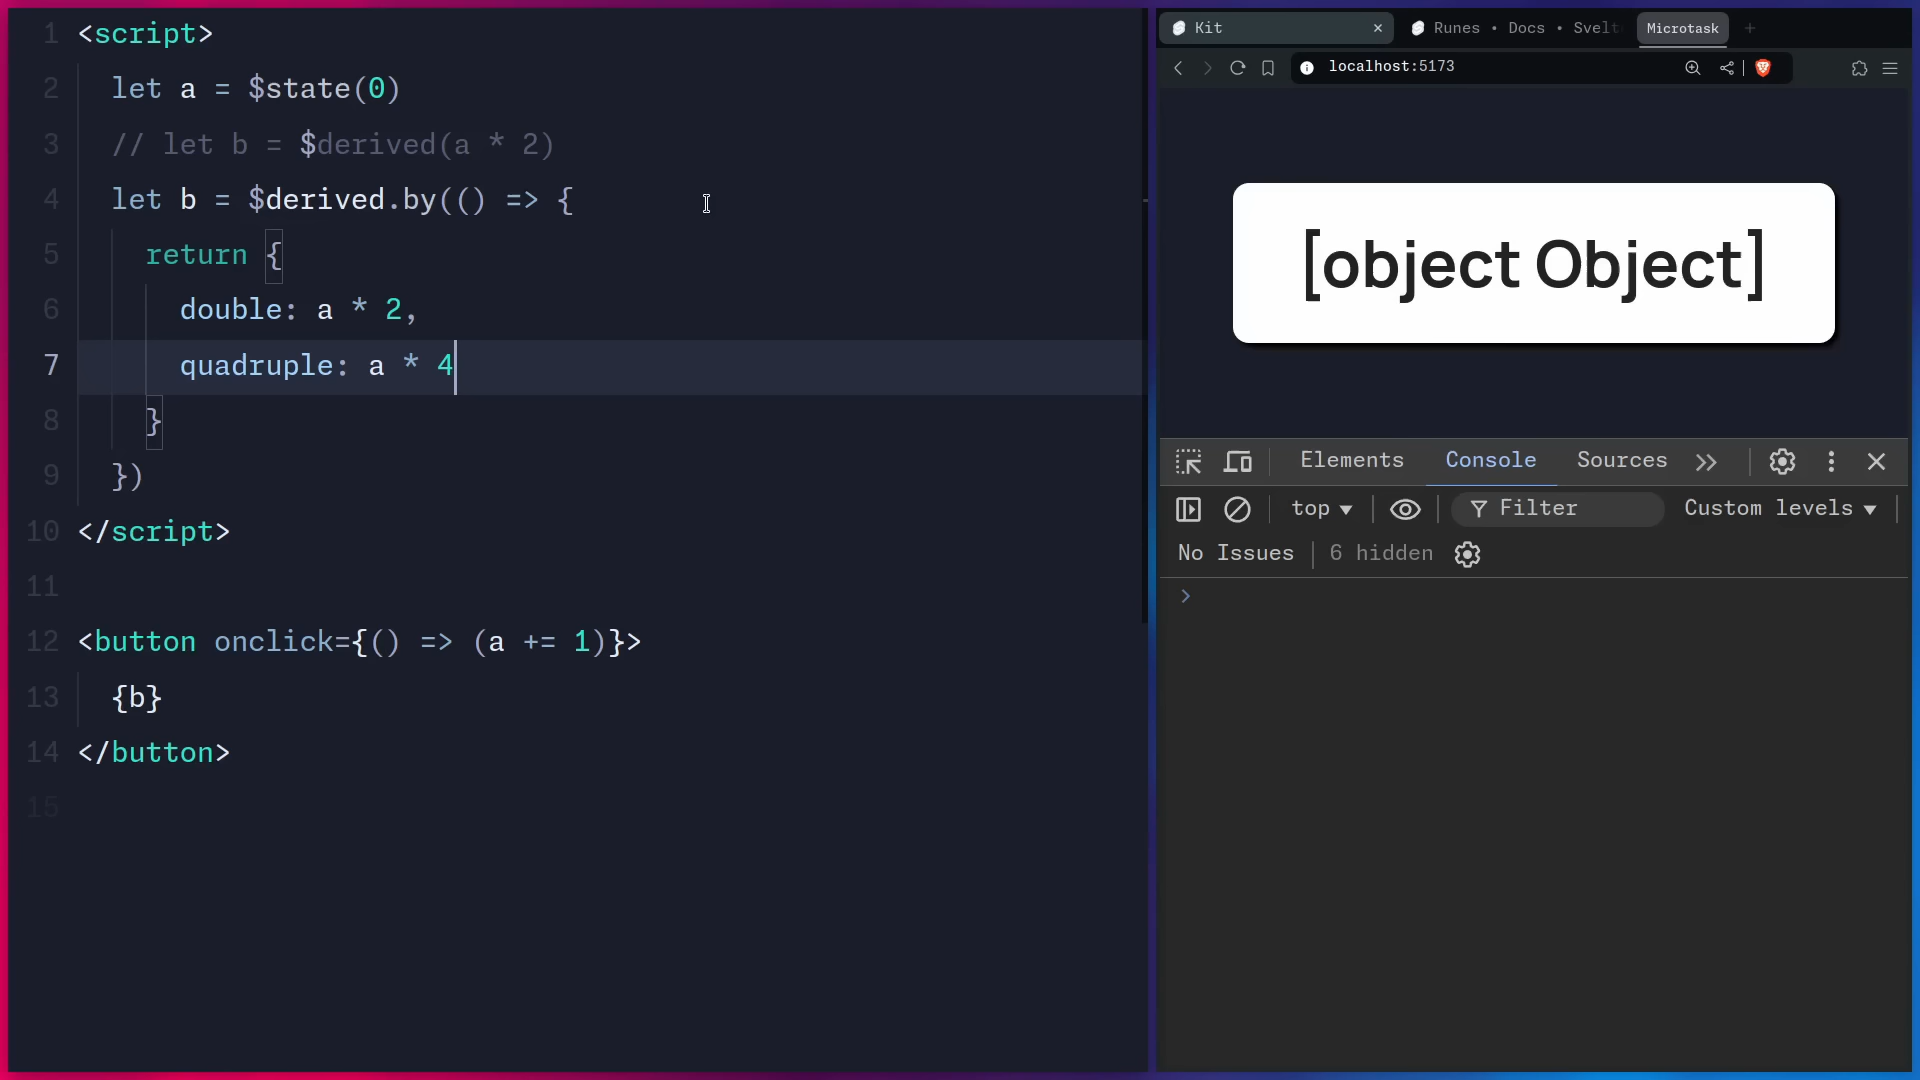 1 <script>
2 let a = $state(0)
3 // let b = $derived(a * 2)
4 let b = $derived.by(() => {
5 return {
6 double: a * 2,
7 quadruple: a * 4
8 }
9 })
10 </script>
11
12 <button onclick={() => (a += 1)}>
13 {b}
14 </button>
15
Kit
Runes • Docs • Svelt
Microtask
localhost:5173
[object Object]
Elements Console Sources
top Filter Custom levels
No Issues 6 hidden
>